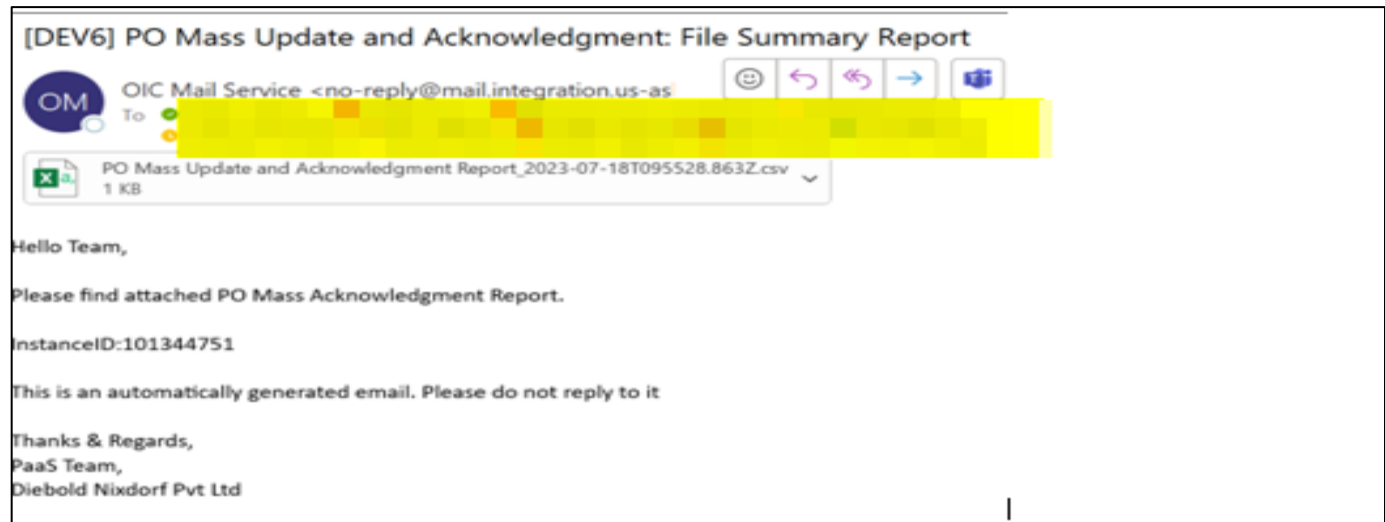 [DEV6] PO Mass Update and Acknowledgment: File Summary Report
OM
OIC Mail Service <no-reply@mail.integration.us-as
To
PO Mass Update and Acknowledgment Report_2023-07-18T095528.863Z.csv
1 KB
Hello Team,
Please find attached PO Mass Acknowledgment Report.
InstanceID:101344751
This is an automatically generated email. Please do not reply to it
Thanks & Regards,
PaaS Team,
Diebold Nixdorf Pvt Ltd